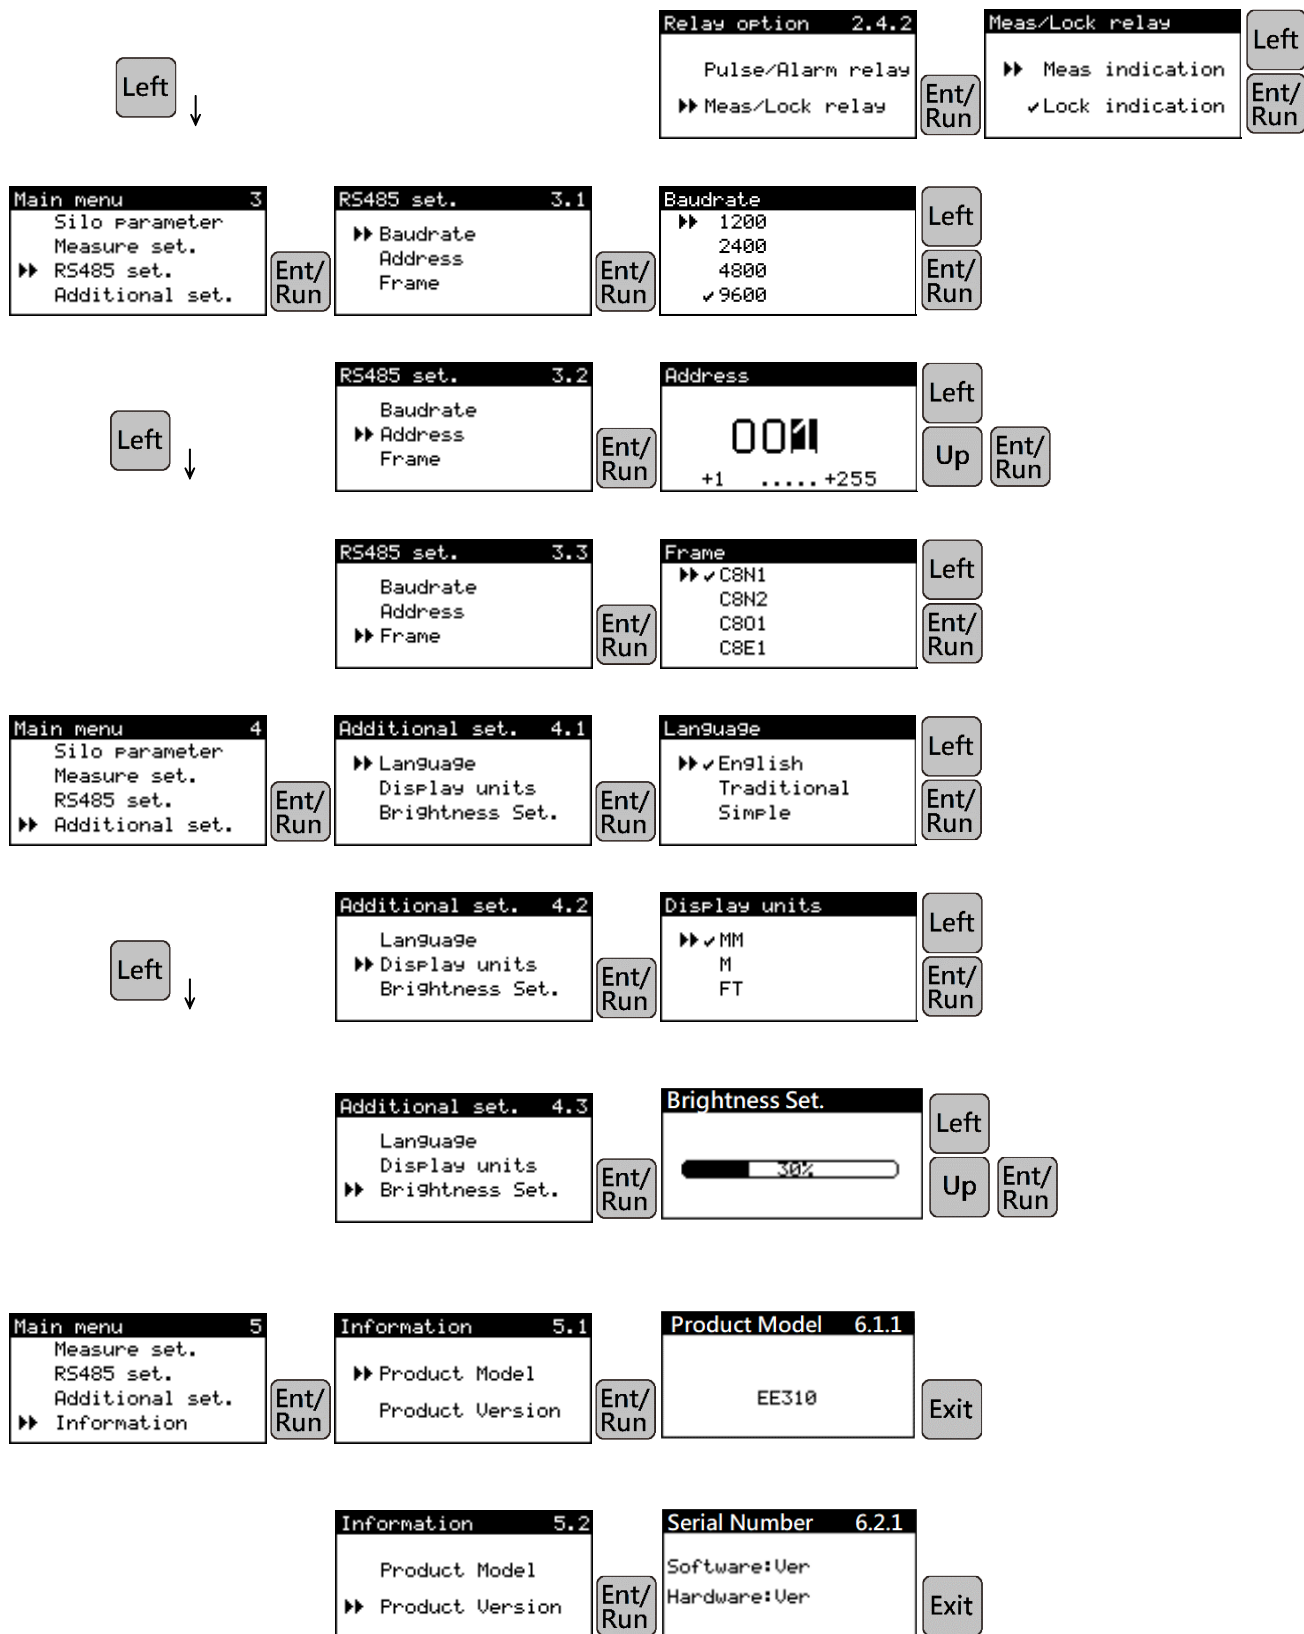 Left
Relay option 2.4.2
Pulse/Alarm relay
Meas/Lock relay
Ent/
Run
Meas/Lock relay
Meas indication
✓Lock indication
Left
Ent/
Run
Main menu 3
Silo parameter
Measure set.
RS485 set.
Additional set.
Ent/
Run
RS485 set. 3.1
Baudrate
Address
Frame
Ent/
Run
Baudrate
1200
2400
4800
✓9600
Left
Ent/
Run
Left
RS485 set. 3.2
Baudrate
Address
Frame
Ent/
Run
Address
001
+1 .....+255
Left
Up
Ent/
Run
RS485 set. 3.3
Baudrate
Address
Frame
Ent/
Run
Frame
✓C8N1
C8N2
C8O1
C8E1
Left
Ent/
Run
Main menu 4
Silo parameter
Measure set.
RS485 set.
Additional set.
Ent/
Run
Additional set. 4.1
Language
Display units
Brightness Set.
Ent/
Run
Language
✓English
Traditional
Simple
Left
Ent/
Run
Left
Additional set. 4.2
Language
Display units
Brightness Set.
Ent/
Run
Display units
✓MM
M
FT
Left
Ent/
Run
Additional set. 4.3
Language
Display units
Brightness Set.
Ent/
Run
Brightness Set.
30%
Left
Up
Ent/
Run
Main menu 5
Measure set.
RS485 set.
Additional set.
Information
Ent/
Run
Information 5.1
Product Model
Product Version
Ent/
Run
Product Model 6.1.1
EE310
Exit
Information 5.2
Product Model
Product Version
Ent/
Run
Serial Number 6.2.1
Software:Ver
Hardware:Ver
Exit